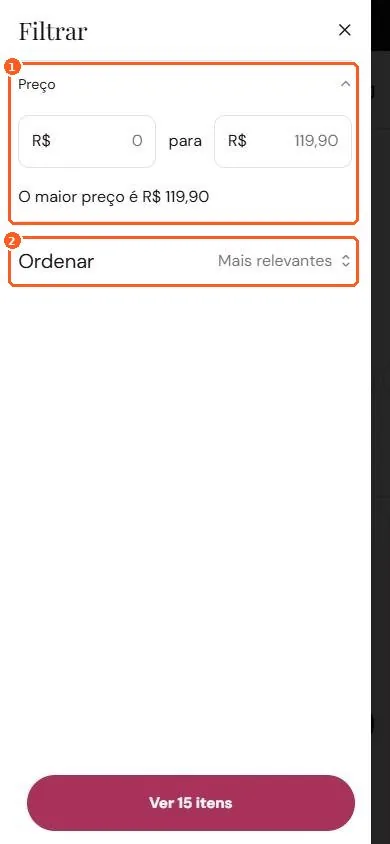 Filtrar
1
Preço
R$ 0 para R$ 119,90
O maior preço é R$ 119,90
2
Ordenar Mais relevantes
Ver 15 itens